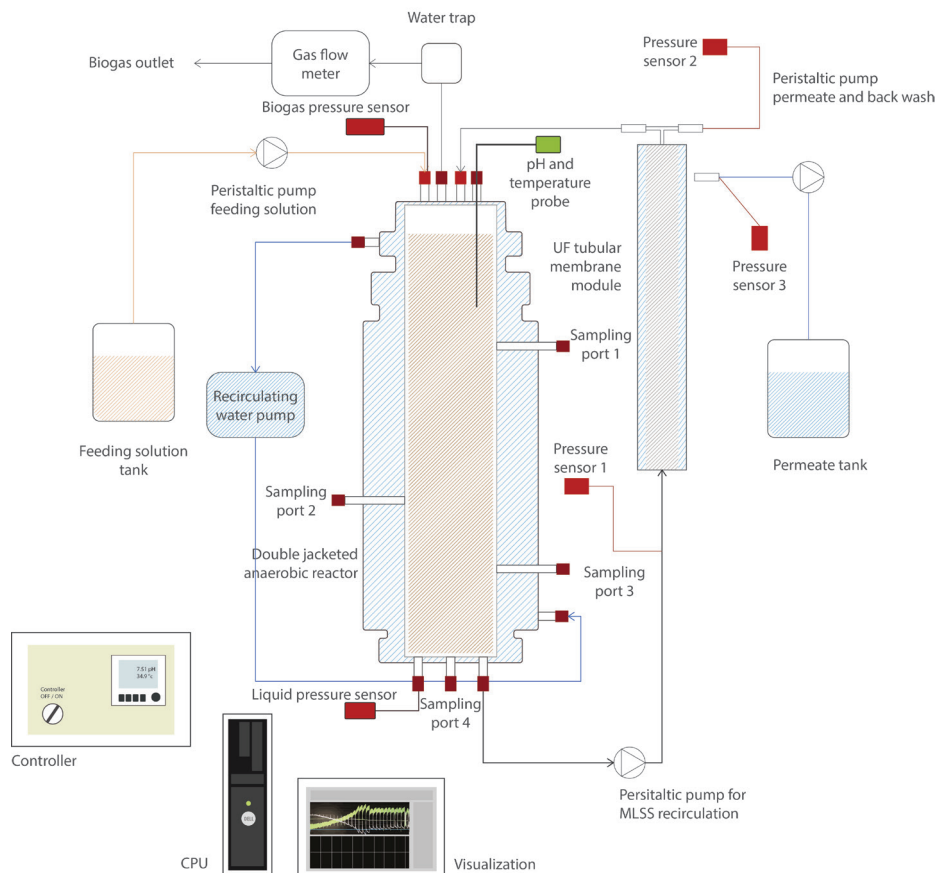 Water trap
Biogas outlet
Gas flow
meter
Biogas pressure sensor
Pressure
sensor 2
Peristaltic pump
permeate and back wash
pH and
temperature
probe
Peristaltic pump
feeding solution
UF tubular
membrane
module
Pressure
sensor 3
Sampling
port 1
Recirculating
water pump
Feeding solution
tank
Permeate tank
Pressure
sensor 1
Sampling
port 2
Double jacketed
anaerobic reactor
Sampling
port 3
Liquid pressure sensor
Sampling
port 4
7.51 pH
34.9 °c
Controller
OFF / ON
Controller
Persitaltic pump for
MLSS recirculation
CPU
Visualization